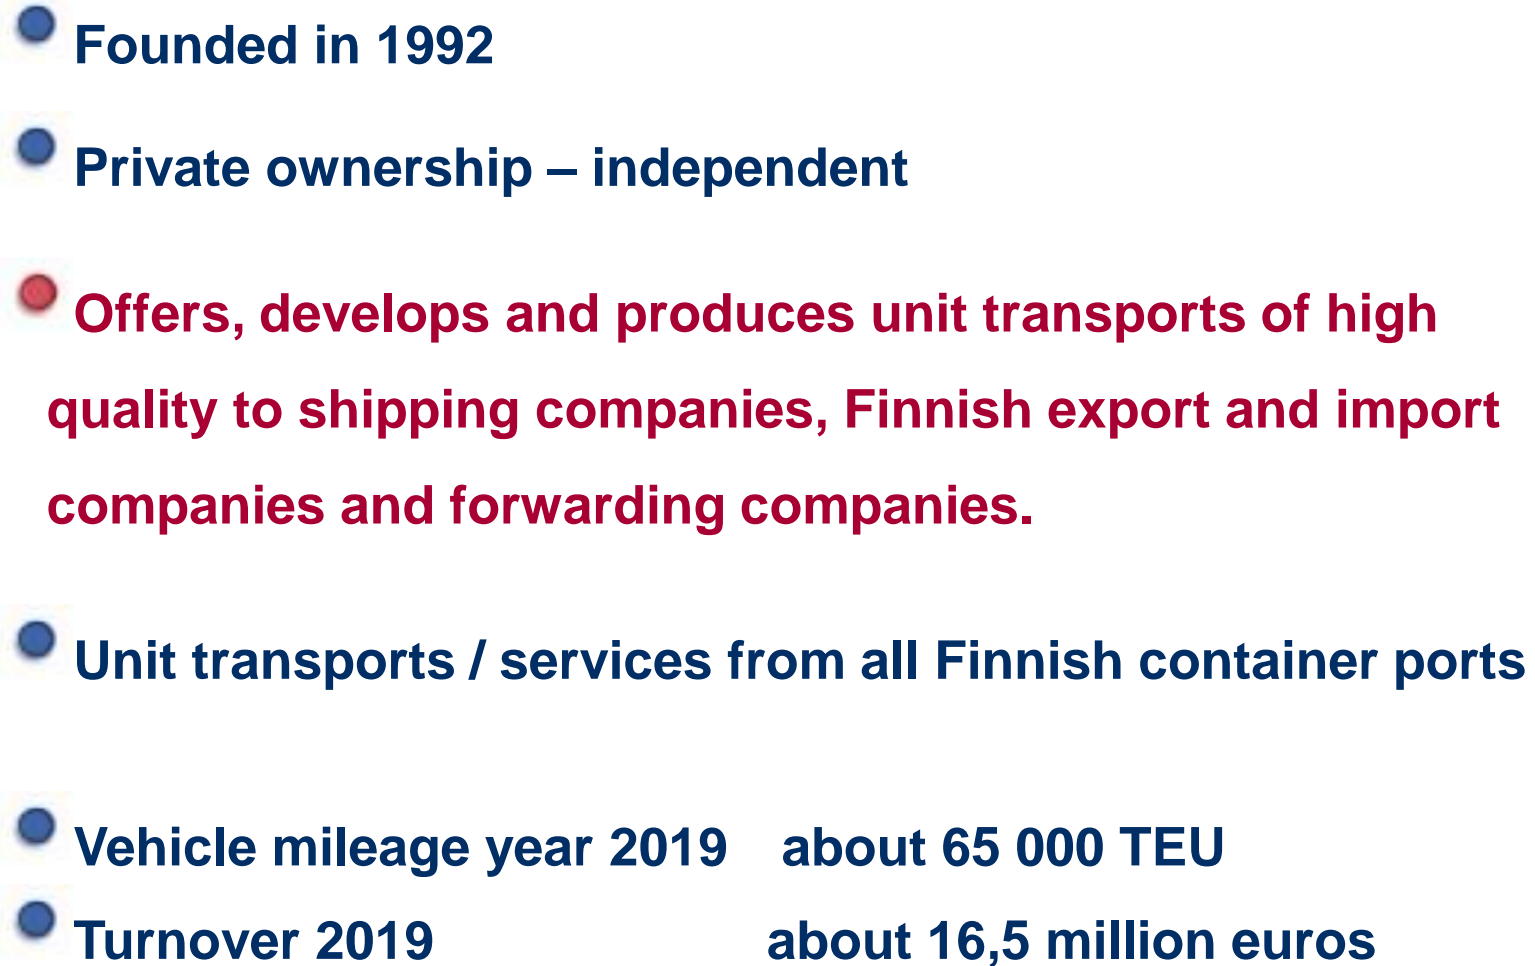 Founded in 1992
Private ownership – independent
Offers, develops and produces unit transports of high
quality to shipping companies, Finnish export and import
companies and forwarding companies.
Unit transports / services from all Finnish container ports
Vehicle mileage year 2019 about 65 000 TEU
Turnover 2019 about 16,5 million euros